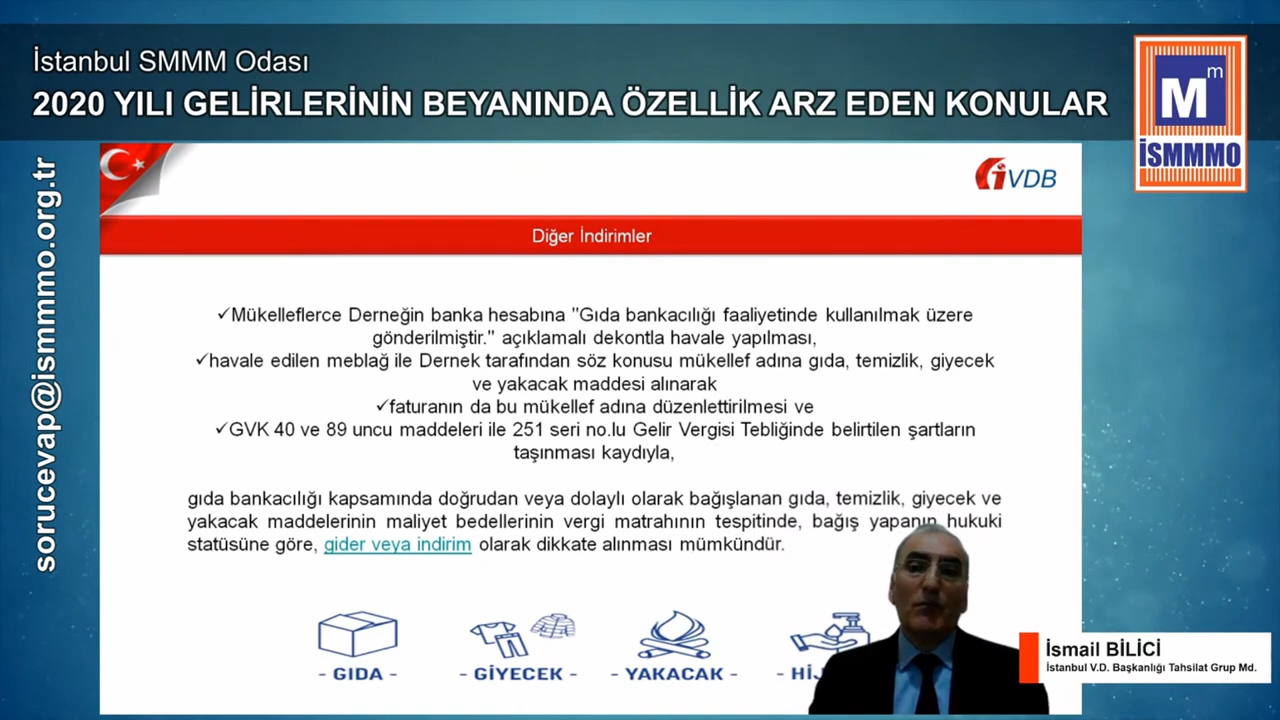 İstanbul SMMM Odası
2020 YILI GELİRLERİNİN BEYANINDA ÖZELLİK ARZ EDEN KONULAR
M m
İSMMMO
sorucevap@ismmmo.org.tr
iVDB
Diğer İndirimler
✓Mükelleflerce Derneğin banka hesabına "Gıda bankacılığı faaliyetinde kullanılmak üzere
gönderilmiştir." açıklamalı dekontla havale yapılması,
✓havale edilen meblağ ile Dernek tarafından söz konusu mükellef adına gıda, temizlik, giyecek
ve yakacak maddesi alınarak
✓faturanın da bu mükellef adına düzenlettirilmesi ve
✓GVK 40 ve 89 uncu maddeleri ile 251 seri no.lu Gelir Vergisi Tebliğinde belirtilen şartların
taşınması kaydıyla,
gıda bankacılığı kapsamında doğrudan veya dolaylı olarak bağışlanan gıda, temizlik, giyecek ve
yakacak maddelerinin maliyet bedellerinin vergi matrahının tespitinde, bağış yapanın hukuki
statüsüne göre, gider veya indirim olarak dikkate alınması mümkündür.
- GIDA -
- GİYECEK -
- YAKACAK -
İsmail BİLİCİ
İstanbul V.D. Başkanlığı Tahsilat Grup Md.